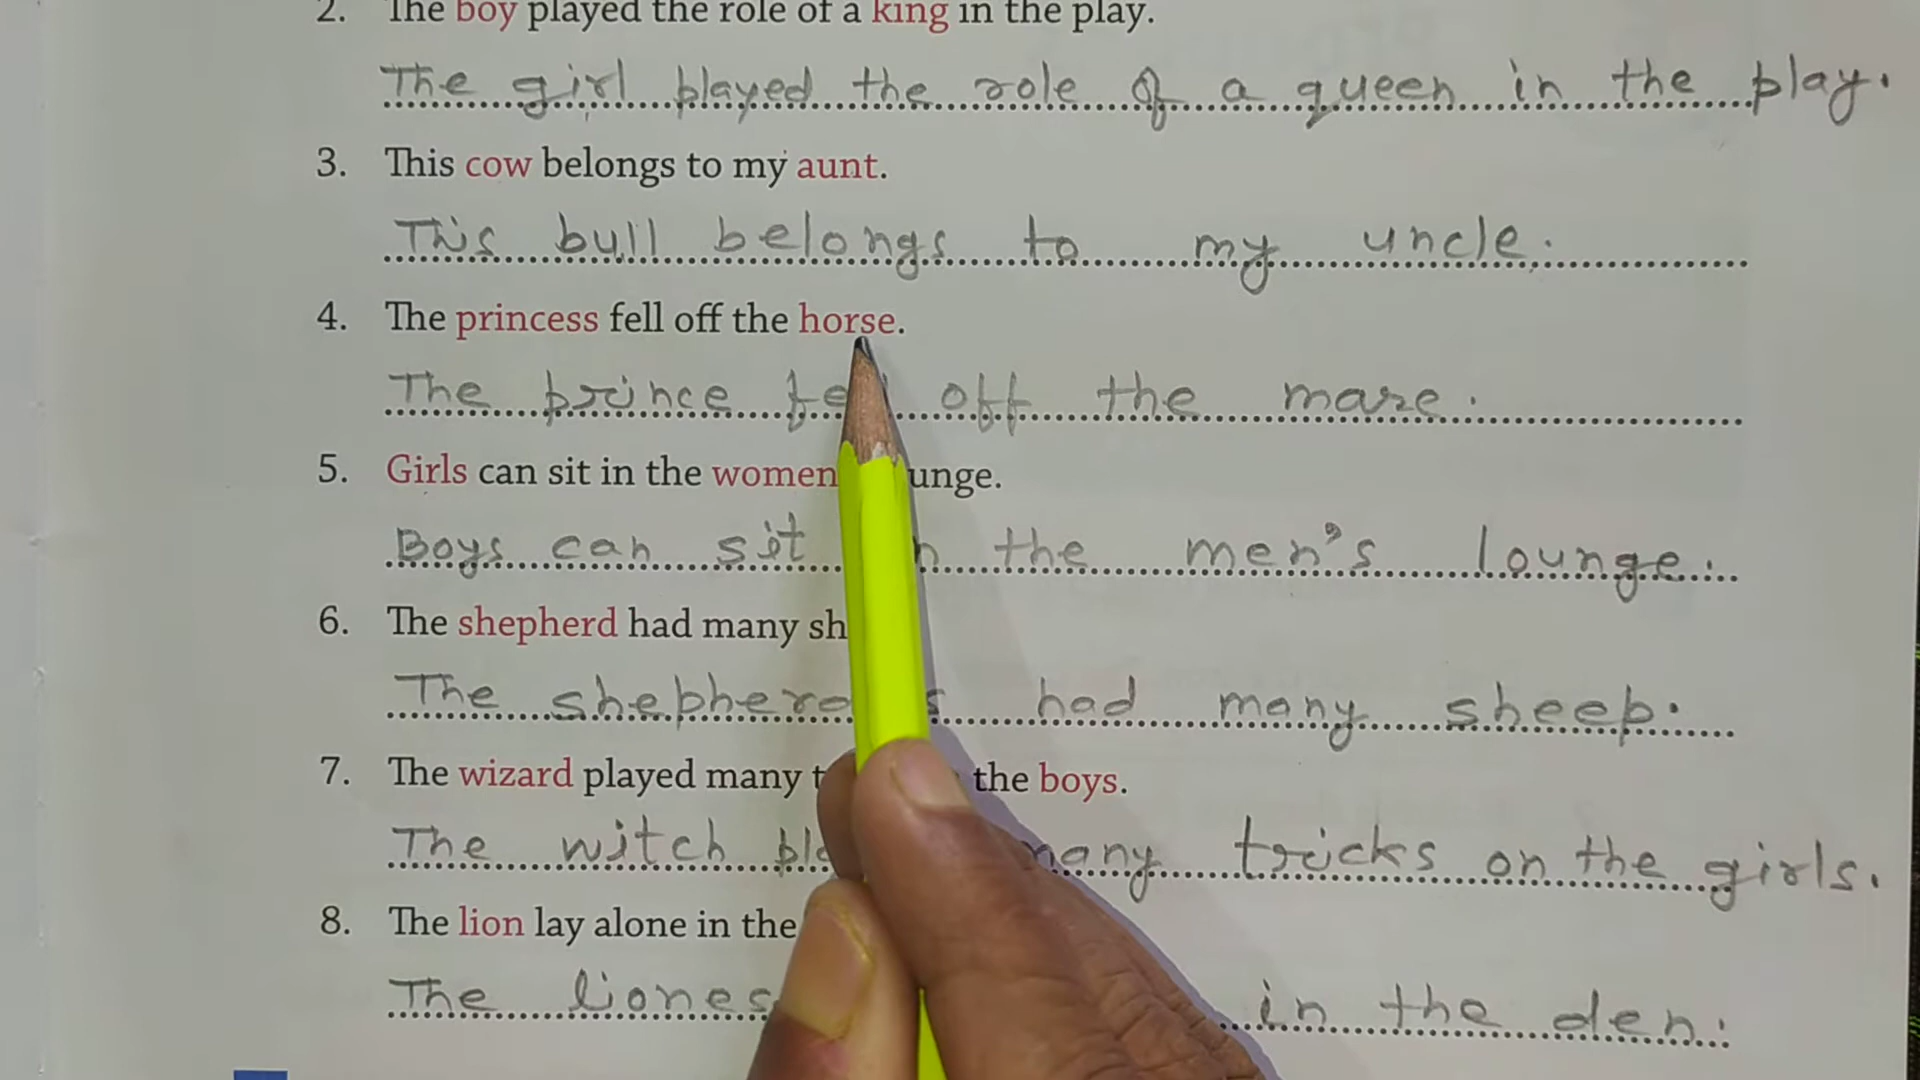 2. The boy played the role of a king in the play.
The girl played the role of a queen in the play.
3. This cow belongs to my aunt.
This bull belongs to my uncle.
4. The princess fell off the horse.
The prince off the mare.
5. Girls can sit in the women
Boys can sit the men's lounge.
6. The shepherd had many
The had many sheep.
7. The wizard played many the boys.
The witch many tricks on the girls.
8. The lion lay alone in the
The in the den.